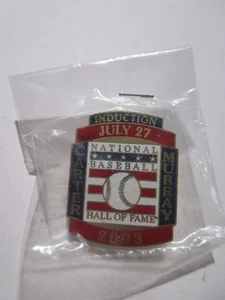 INDUCTION
JULY 27
CARTER
NATIONAL
BASEBALL
HALL OF FAME
MURRAY
2003